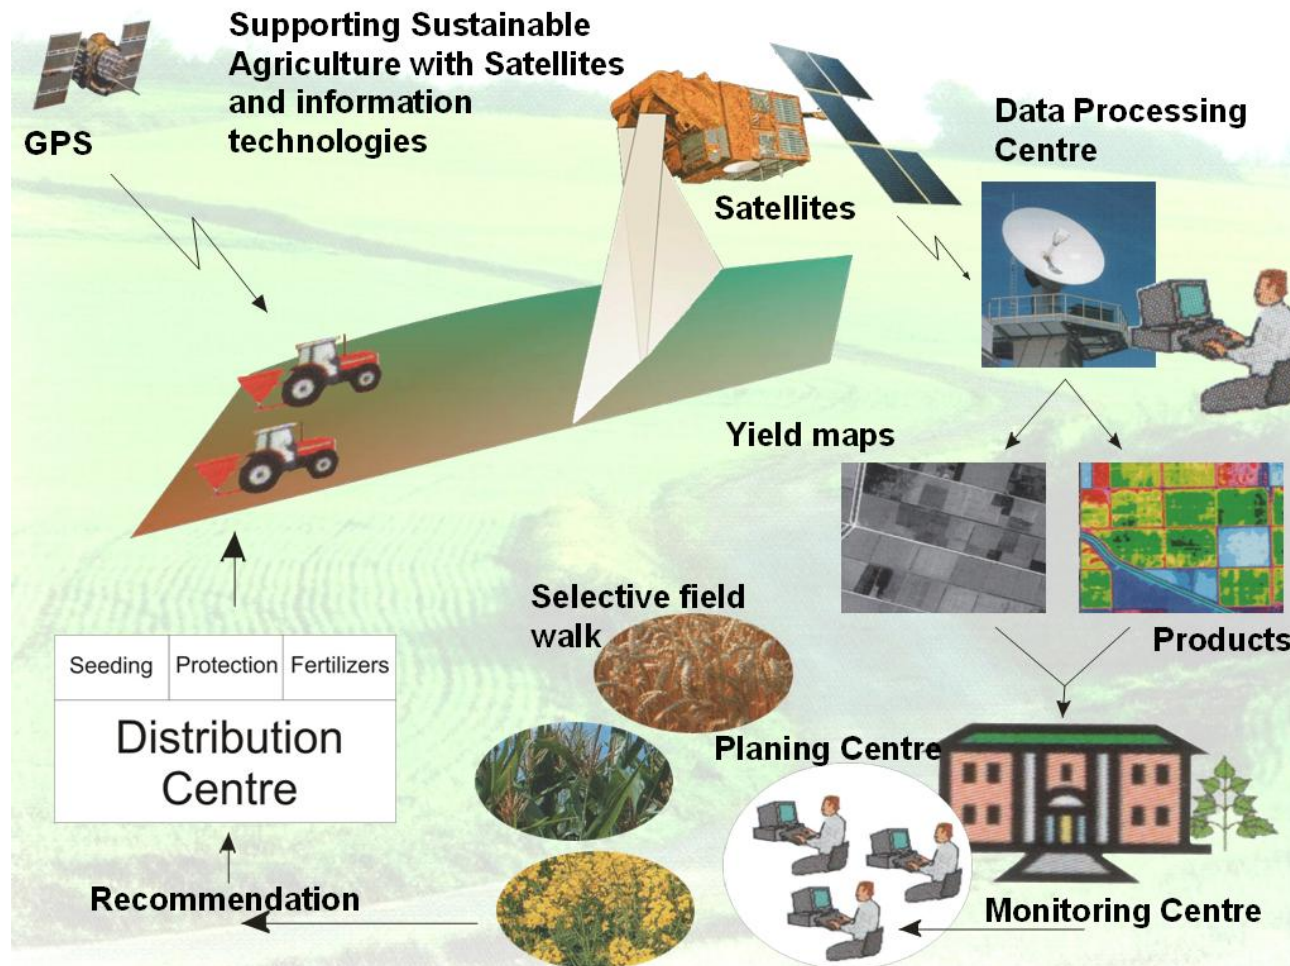 Supporting Sustainable
Agriculture with Satellites
and information
technologies
GPS
Satellites
Data Processing
Centre
Yield maps
Products
Selective field
walk
Planing Centre
Monitoring Centre
Seeding
Protection
Fertilizers
Distribution
Centre
Recommendation